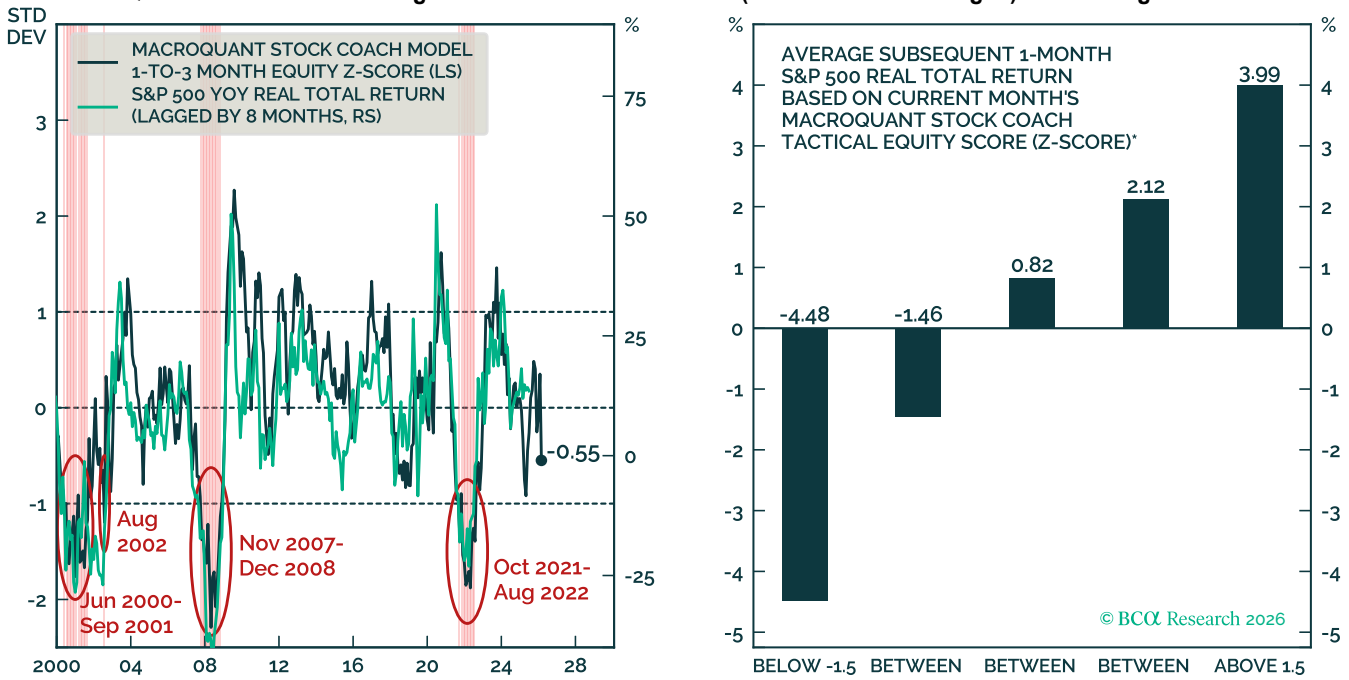 STD
DEV
%
MACROQUANT STOCK COACH MODEL
1-TO-3 MONTH EQUITY Z-SCORE (LS)
S&P 500 YOY REAL TOTAL RETURN
(LAGGED BY 8 MONTHS, RS)
3
2
1
0
-1
-2
75
50
25
0
-25
-0.55
Aug
2002
Nov 2007-
Dec 2008
Oct 2021-
Aug 2022
Jun 2000-
Sep 2001
2000 04 08 12 16 20 24 28
% %
AVERAGE SUBSEQUENT 1-MONTH
S&P 500 REAL TOTAL RETURN
BASED ON CURRENT MONTH'S
MACROQUANT STOCK COACH
TACTICAL EQUITY SCORE (Z-SCORE)*
4 4
3 3
2 2
1 1
0 0
-1 -1
-2 -2
-3 -3
-4 -4
-5 -5
-4.48
-1.46
0.82
2.12
3.99
© BCα Research 2026
BELOW -1.5 BETWEEN BETWEEN BETWEEN ABOVE 1.5